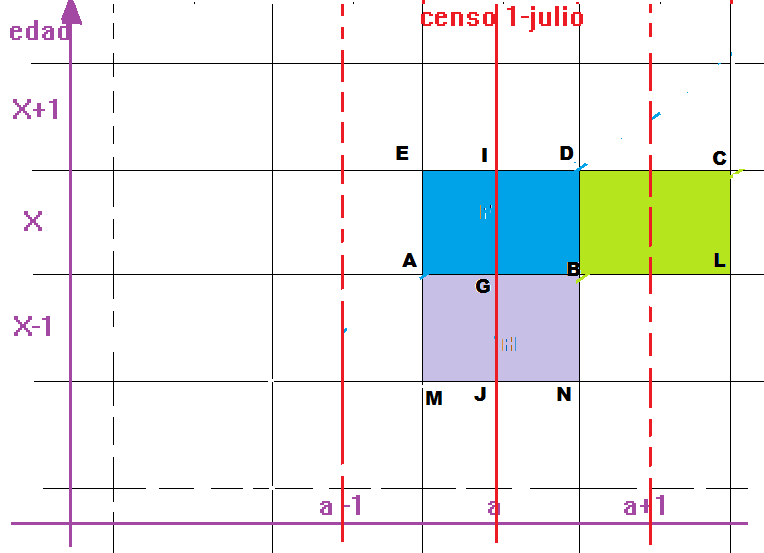 censo 1-julio
edad
X+1
E I D C
X
A B L
G
X-1
M J N
a -1 a a+1